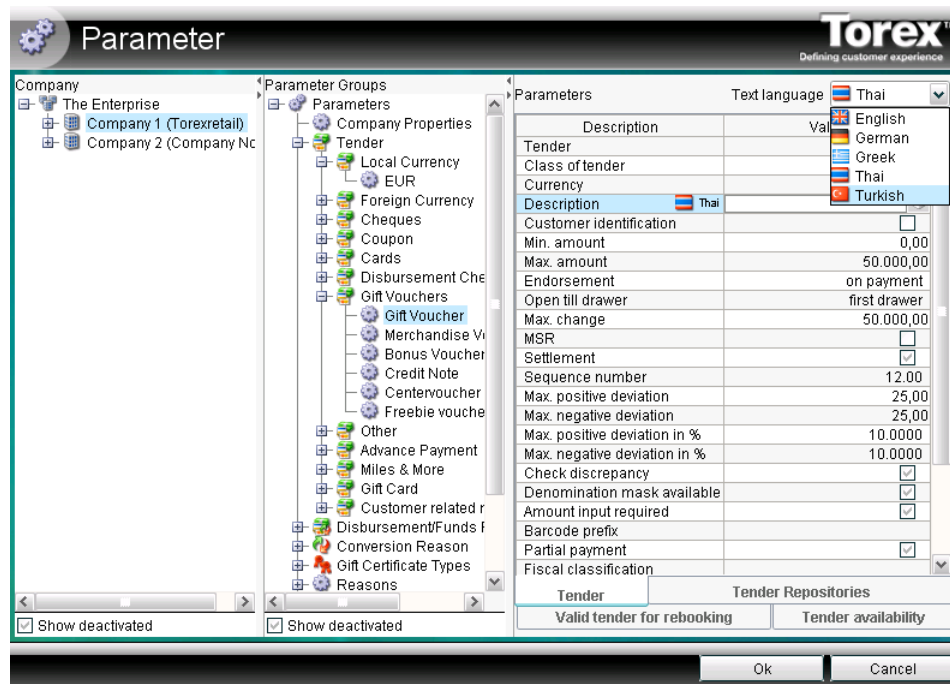 Parameter
Torex
Defining customer experience
Company
The Enterprise
Company 1 (Torexretail)
Company 2 (Company Nc
Show deactivated
Parameter Groups
Parameters
Company Properties
Tender
Local Currency
EUR
Foreign Currency
Cheques
Coupon
Cards
Disbursement Che
Gift Vouchers
Gift Voucher
Merchandise V
Bonus Voucher
Credit Note
Centervoucher
Freebie vouche
Other
Advance Payment
Miles & More
Gift Card
Customer related r
Disbursement/Funds F
Conversion Reason
Gift Certificate Types
Reasons
Show deactivated
Parameters
Text language Thai
English
German
Greek
Thai
Turkish
Description Val
Tender
Class of tender
Currency
Description Thai
Customer identification
Min. amount 0,00
Max. amount 50.000,00
Endorsement on payment
Open till drawer first drawer
Max. change 50.000,00
MSR
Settlement
Sequence number 12.00
Max. positive deviation 25,00
Max. negative deviation 25,00
Max. positive deviation in % 10.0000
Max. negative deviation in % 10.0000
Check discrepancy
Denomination mask available
Amount input required
Barcode prefix
Partial payment
Fiscal classification
Tender Tender Repositories
Valid tender for rebooking Tender availability
Ok Cancel